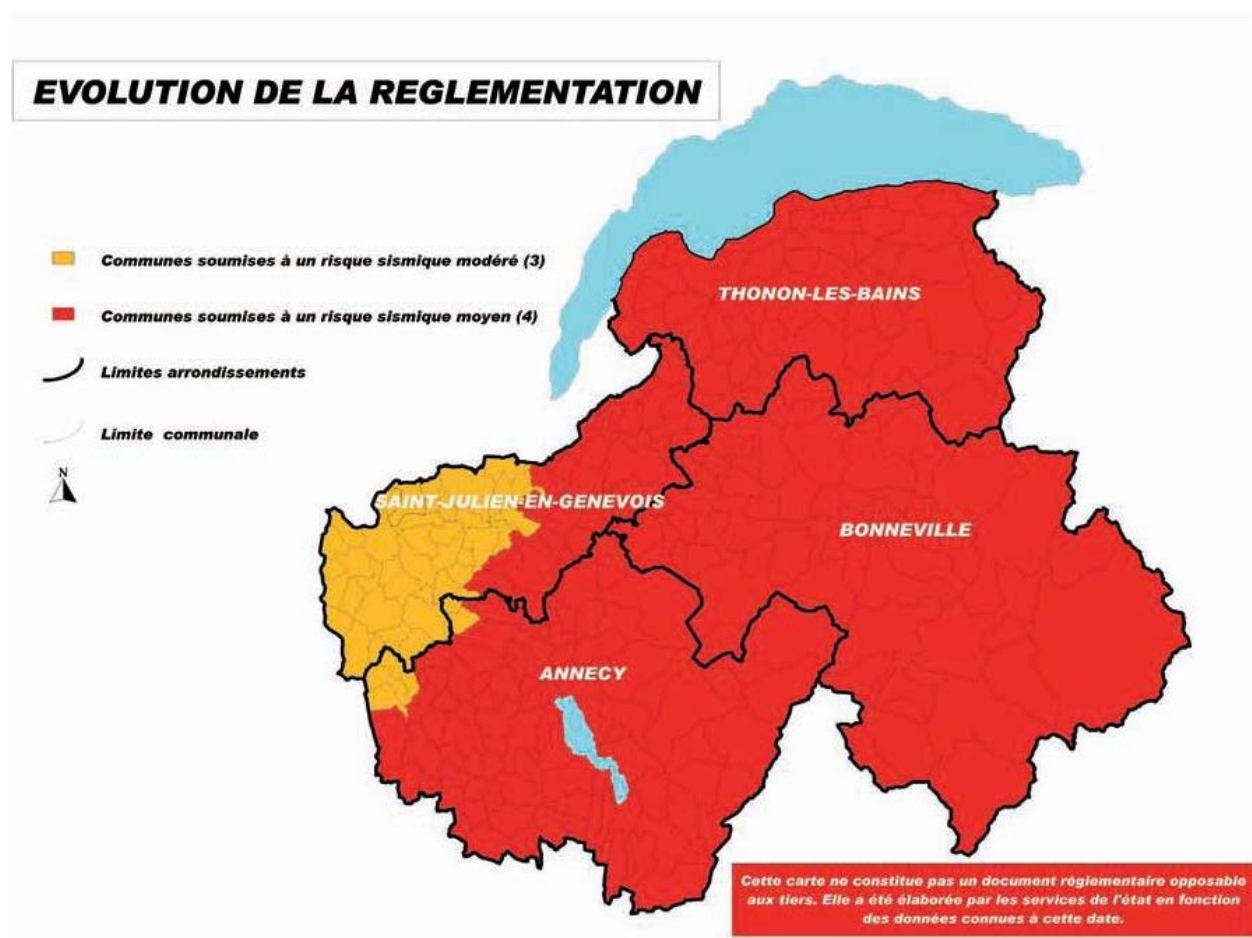 EVOLUTION DE LA REGLEMENTATION
Communes soumises à un risque sismique modéré (3)
Communes soumises à un risque sismique moyen (4)
Limites arrondissements
Limite communale
N
THONON-LES-BAINS
SAINT-JULIEN-EN-GENEVOIS
BONNEVILLE
ANNECY
Cette carte ne constitue pas un document réglementaire opposable
aux tiers. Elle a été élaborée par les services de l'état en fonction
des données connues à cette date.